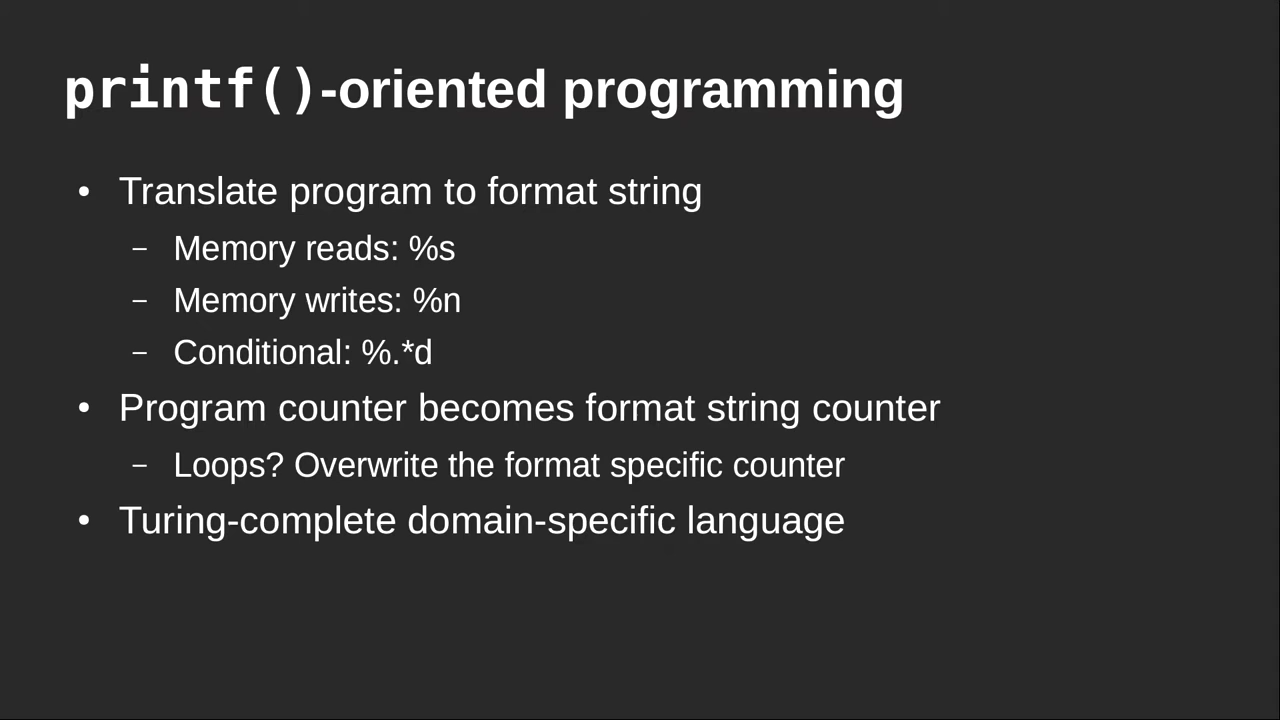 printf()-oriented programming
• Translate program to format string
– Memory reads: %s
– Memory writes: %n
– Conditional: %.*d
• Program counter becomes format string counter
– Loops? Overwrite the format specific counter
• Turing-complete domain-specific language